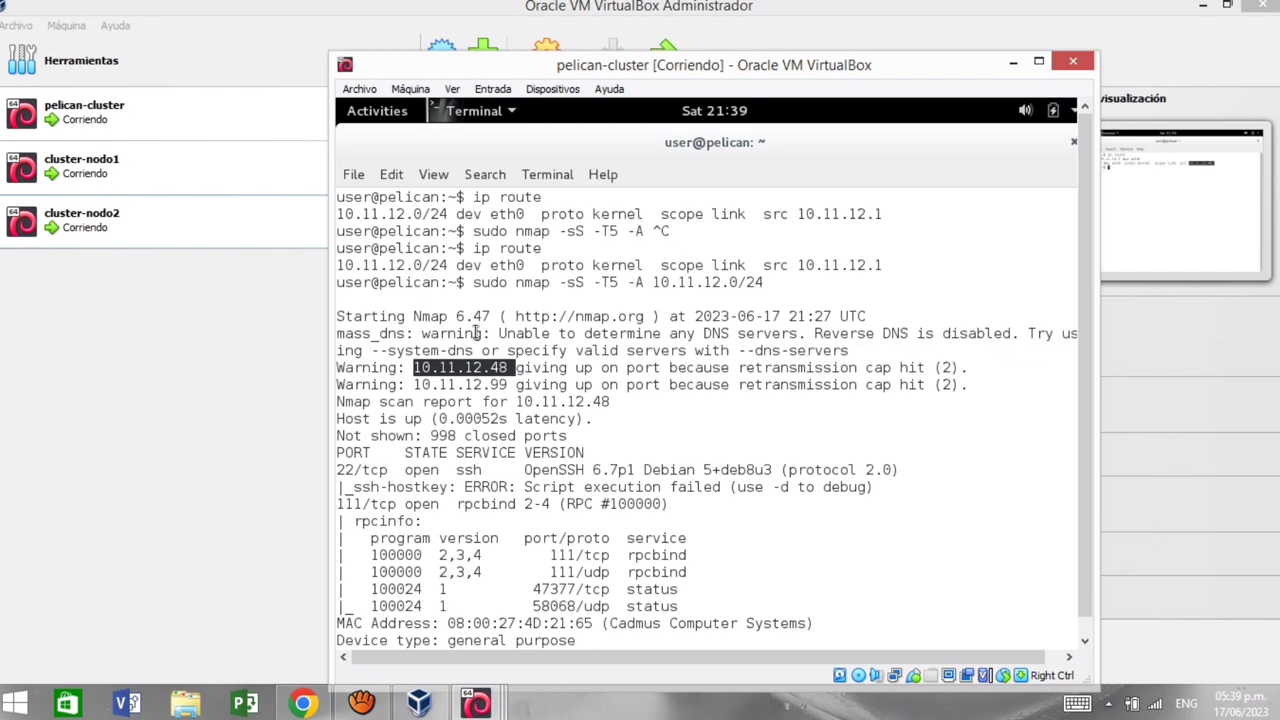 Oracle VM VirtualBox Administrador
Archivo Máquina Ayuda
Herramientas
pelican-cluster
Corriendo
cluster-nodo1
Corriendo
cluster-nodo2
Corriendo
visualización
pelican-cluster [Corriendo] - Oracle VM VirtualBox
Archivo Máquina Ver Entrada Dispositivos Ayuda
Activities Terminal Sat 21:39
user@pelican: ~
File Edit View Search Terminal Help
user@pelican:~$ ip route
10.11.12.0/24 dev eth0  proto kernel  scope link  src 10.11.12.1
user@pelican:~$ sudo nmap -sS -T5 -A ^C
user@pelican:~$ ip route
10.11.12.0/24 dev eth0  proto kernel  scope link  src 10.11.12.1
user@pelican:~$ sudo nmap -sS -T5 -A 10.11.12.0/24
Starting Nmap 6.47 ( http://nmap.org ) at 2023-06-17 21:27 UTC
mass_dns: warning: Unable to determine any DNS servers. Reverse DNS is disabled. Try us
ing --system-dns or specify valid servers with --dns-servers
Warning: 10.11.12.48 giving up on port because retransmission cap hit (2).
Warning: 10.11.12.99 giving up on port because retransmission cap hit (2).
Nmap scan report for 10.11.12.48
Host is up (0.00052s latency).
Not shown: 998 closed ports
PORT    STATE SERVICE VERSION
22/tcp  open  ssh     OpenSSH 6.7p1 Debian 5+deb8u3 (protocol 2.0)
|_ssh-hostkey: ERROR: Script execution failed (use -d to debug)
111/tcp open  rpcbind 2-4 (RPC #100000)
| rpcinfo:
|   program version   port/proto  service
|   100000  2,3,4        111/tcp  rpcbind
|   100000  2,3,4        111/udp  rpcbind
|   100024  1          47377/tcp  status
|_  100024  1          58068/udp  status
MAC Address: 08:00:27:4D:21:65 (Cadmus Computer Systems)
Device type: general purpose
Right Ctrl
ENG
05:39 p.m.
17/06/2023